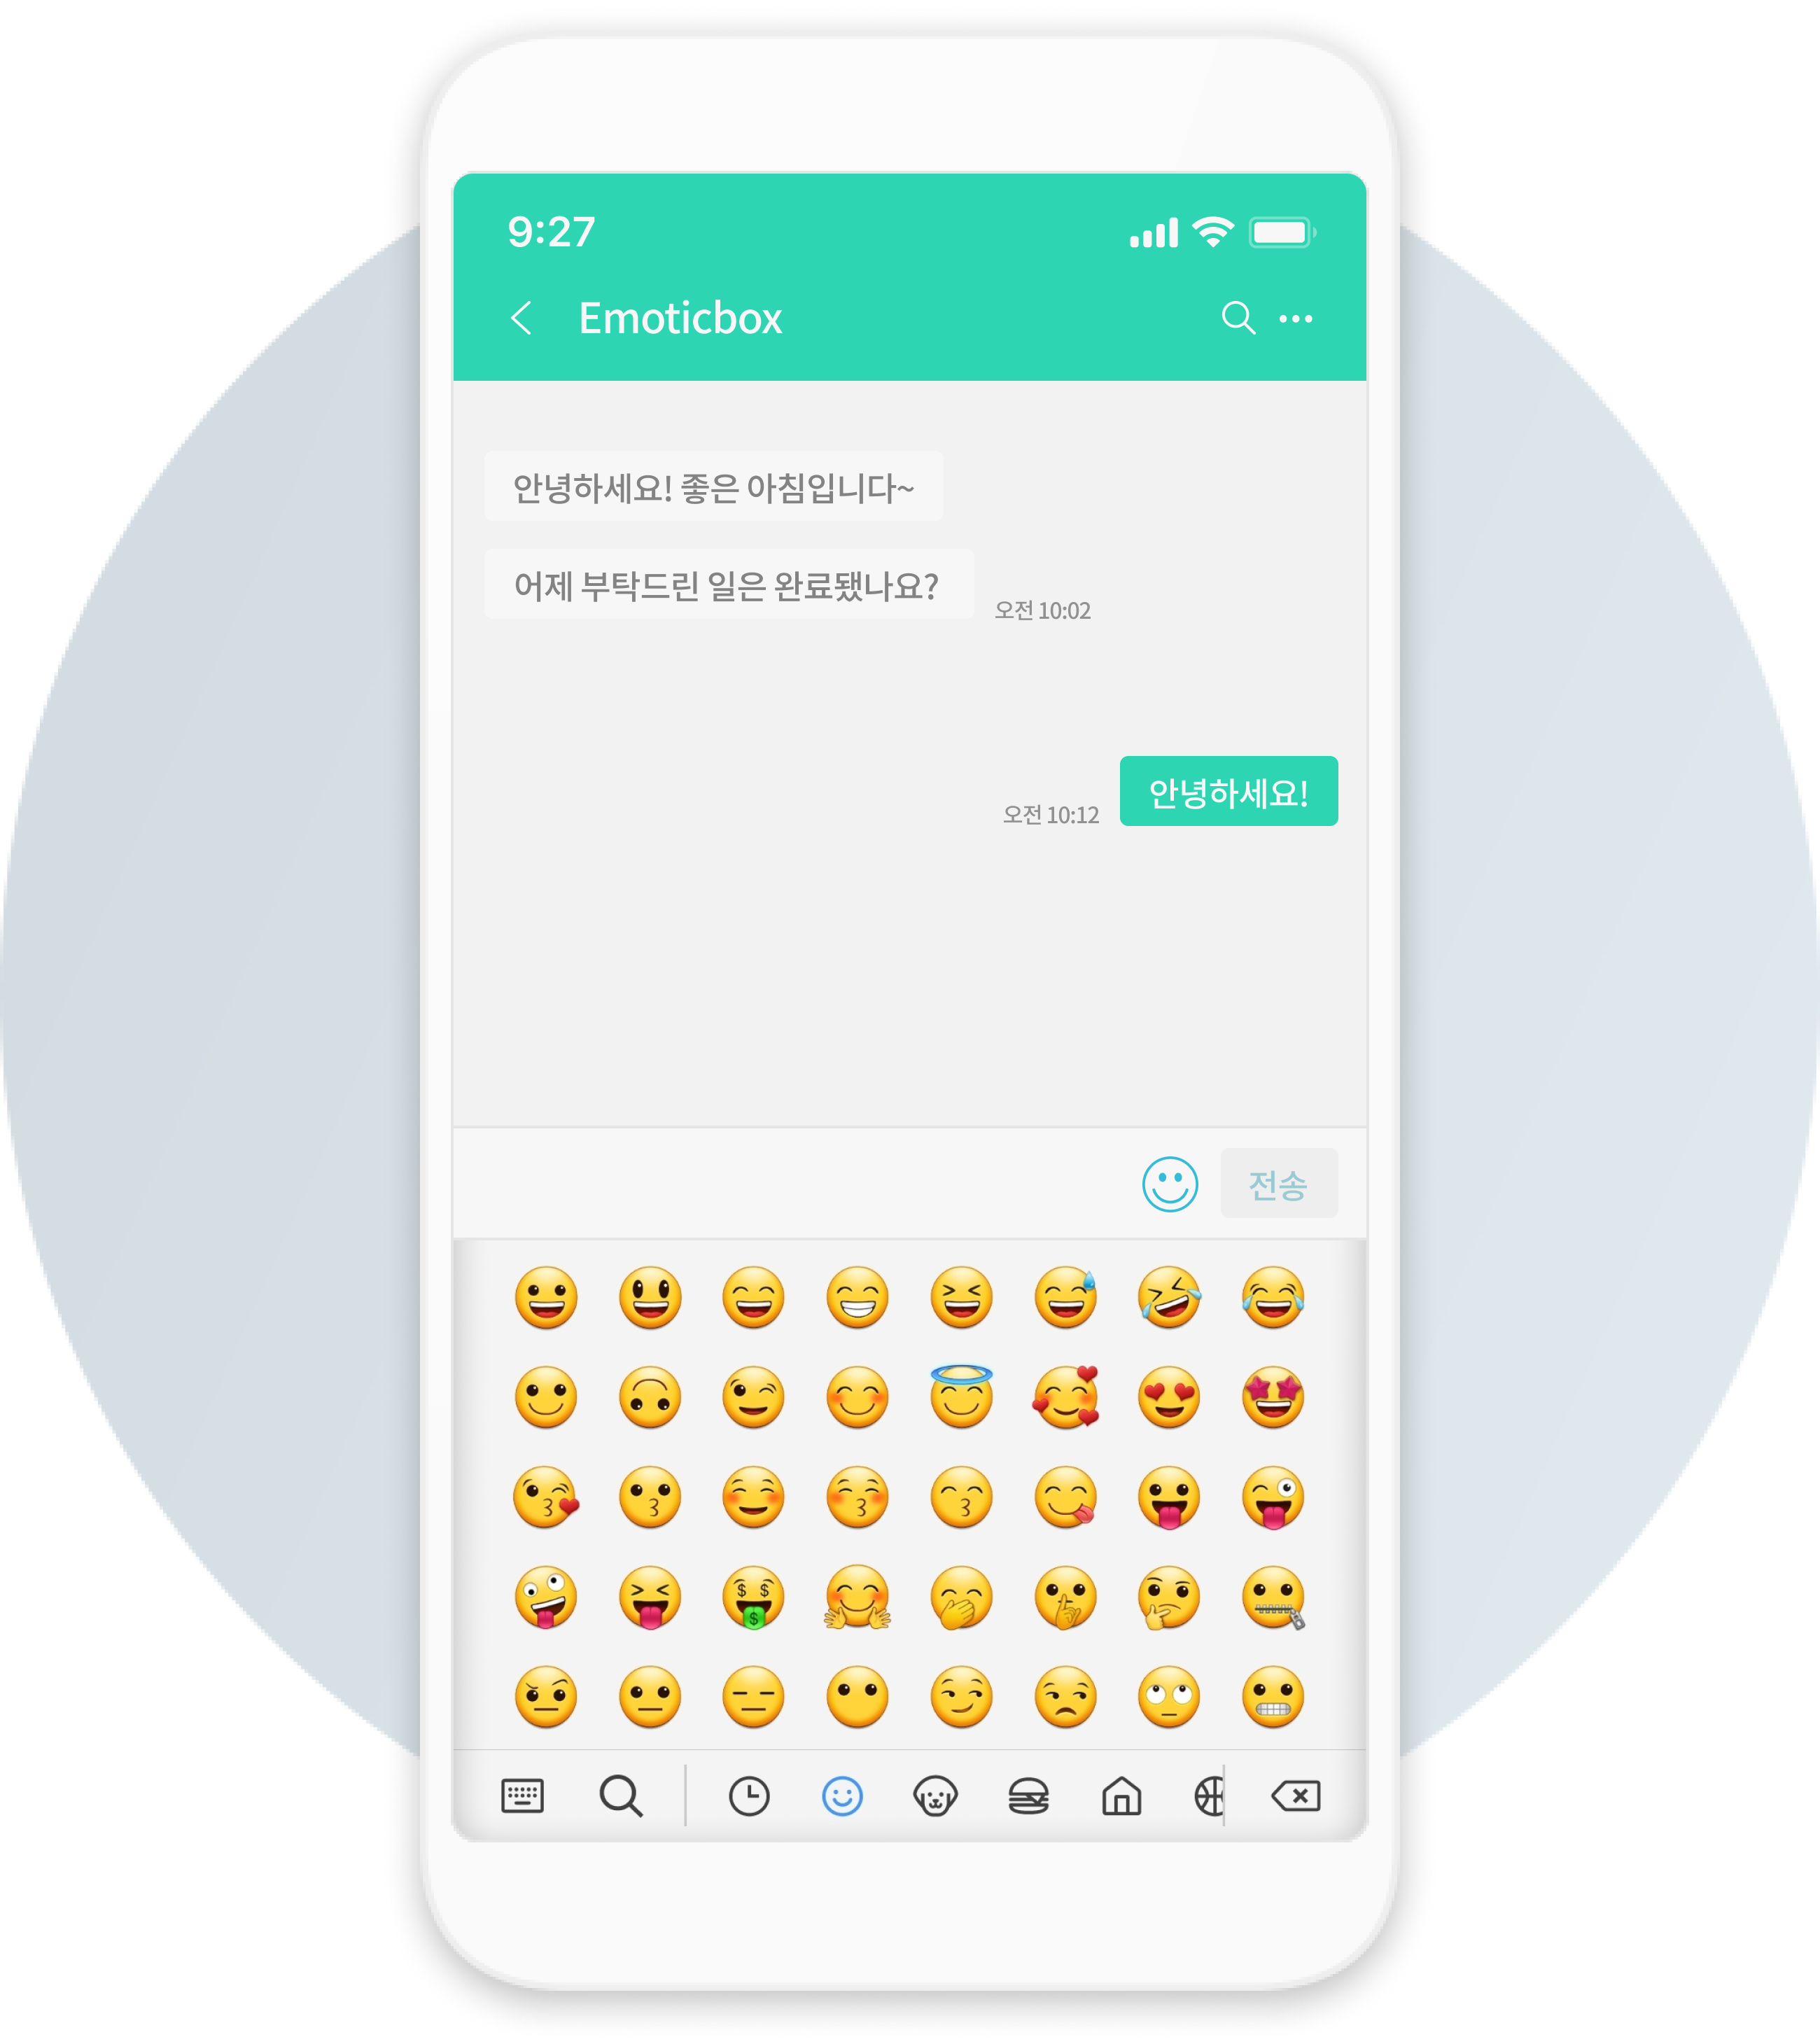 9:27
Emoticbox
안녕하세요! 좋은 아침입니다~
어제 부탁드린 일은 완료됐나요?
오전 10:02
안녕하세요!
오전 10:12
전송